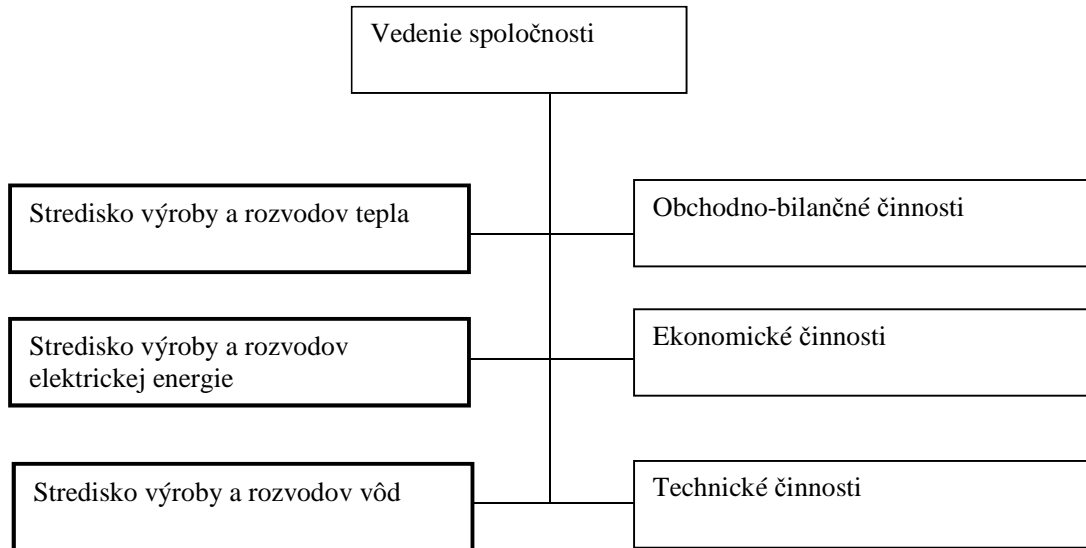 Vedenie spoločnosti
Stredisko výroby a rozvodov tepla
Obchodno-bilančné činnosti
Stredisko výroby a rozvodov
elektrickej energie
Ekonomické činnosti
Stredisko výroby a rozvodov vôd
Technické činnosti